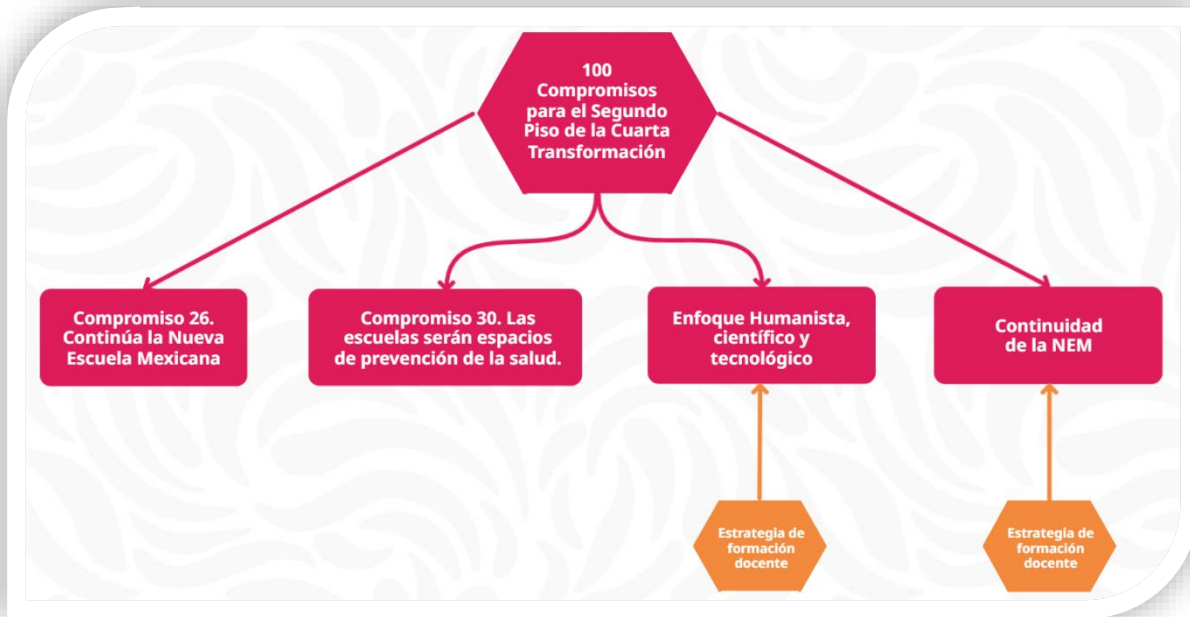 100
Compromisos
para el Segundo
Piso de la Cuarta
Transformación
Compromiso 26.
Continúa la Nueva
Escuela Mexicana
Compromiso 30. Las
escuelas serán espacios
de prevención de la salud.
Enfoque Humanista,
científico y
tecnológico
Continuidad
de la NEM
Estrategia de
formación
docente
Estrategia de
formación
docente